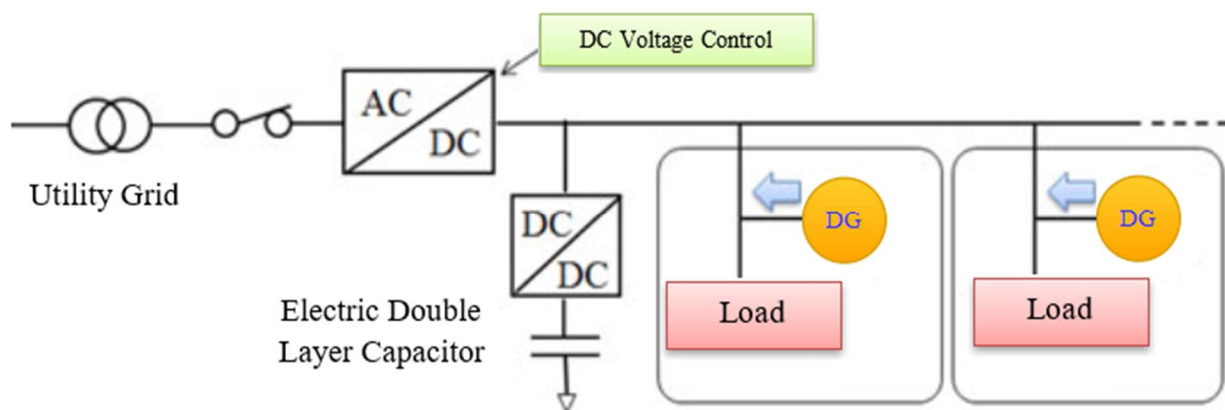 DC Voltage Control
AC
DC
Utility Grid
DC
DC
Electric Double
Layer Capacitor
DG
Load
DG
Load